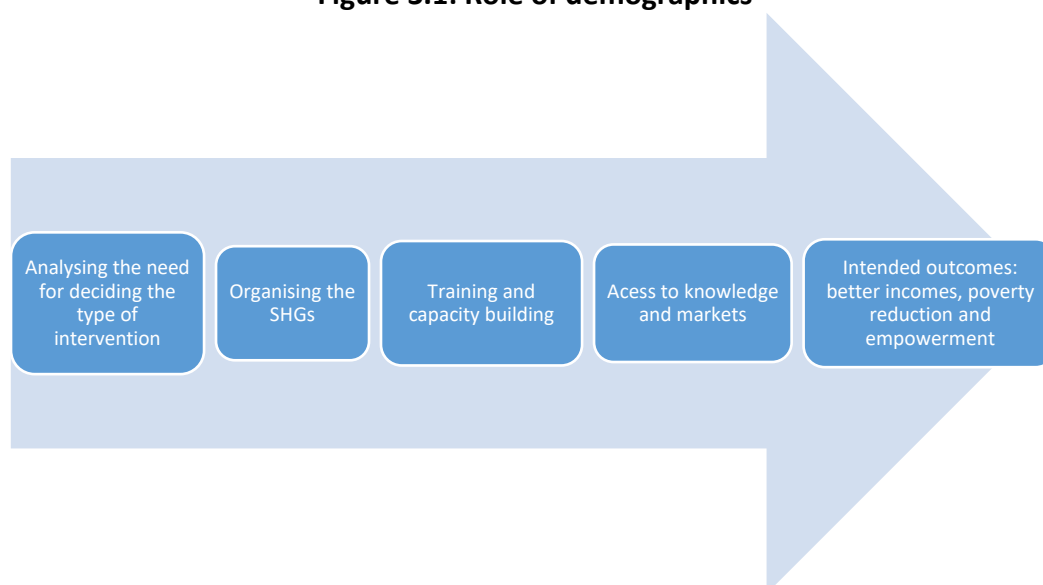 Figure 3.1: Role of demographics
Analysing the need
for deciding the
type of
intervention
Organising the
SHGs
Training and
capacity building
Acess to knowledge
and markets
Intended outcomes:
better incomes, poverty
reduction and
empowerment